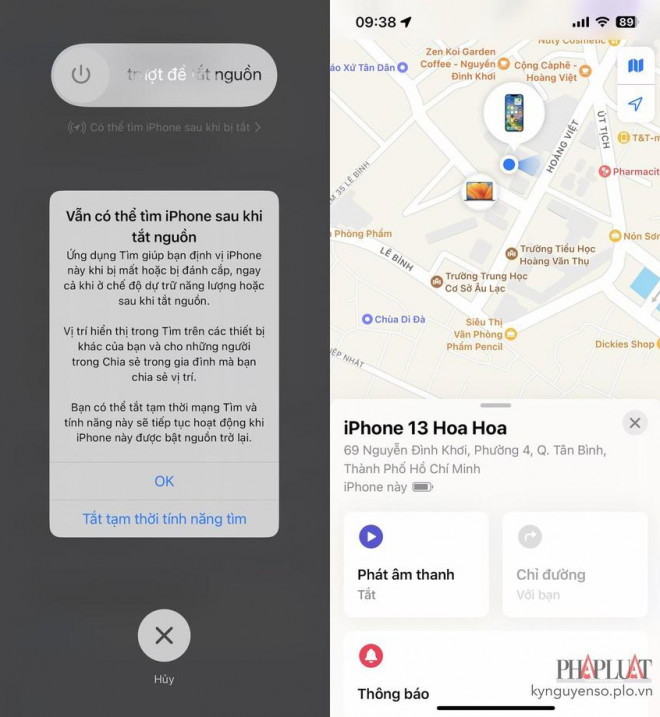 trượt để tắt nguồn
Có thể tìm iPhone sau khi bị tắt
Vẫn có thể tìm iPhone sau khi
tắt nguồn
Ứng dụng Tìm giúp bạn định vị iPhone
này khi bị mất hoặc bị đánh cắp, ngay
cả khi ở chế độ dự trữ năng lượng hoặc
sau khi tắt nguồn.
Vị trí hiển thị trong Tìm trên các thiết bị
khác của bạn và cho những người
trong Chia sẻ trong gia đình mà bạn
chia sẻ vị trí.
Bạn có thể tắt tạm thời mạng Tìm và
tính năng này sẽ tiếp tục hoạt động khi
iPhone này được bật nguồn trở lại.
OK
Tắt tạm thời tính năng tìm
Hủy
09:38
89
Nuty Cosmetic
Zen Koi Garden
Coffee - Nguyễn
Đình Khơi
Cộng Càphê -
Hoàng Việt
áo Xứ Tân Dân
HOÀNG VIỆT
ÚT TỊCH
T&T-m
Pharmacit
M 35 LÊ BÌNH
Phòng Phẩm
LÊ BÌNH
Nón Sơn
Trường Tiểu Học
Hoàng Văn Thụ
Trường Trung Học
Cơ Sở Âu Lạc
Chùa Di Đà
Siêu Thị
Văn Phòng
Phẩm Pencil
Dickies Shop
IỆP NHẤT
iPhone 13 Hoa Hoa
69 Nguyễn Đình Khơi, Phường 4, Q. Tân Bình,
Thành Phố Hồ Chí Minh
iPhone này
Phát âm thanh
Tắt
Chỉ đường
Với bạn
Thông báo
PHÁP LUẬT
kynguyenso.plo.vn